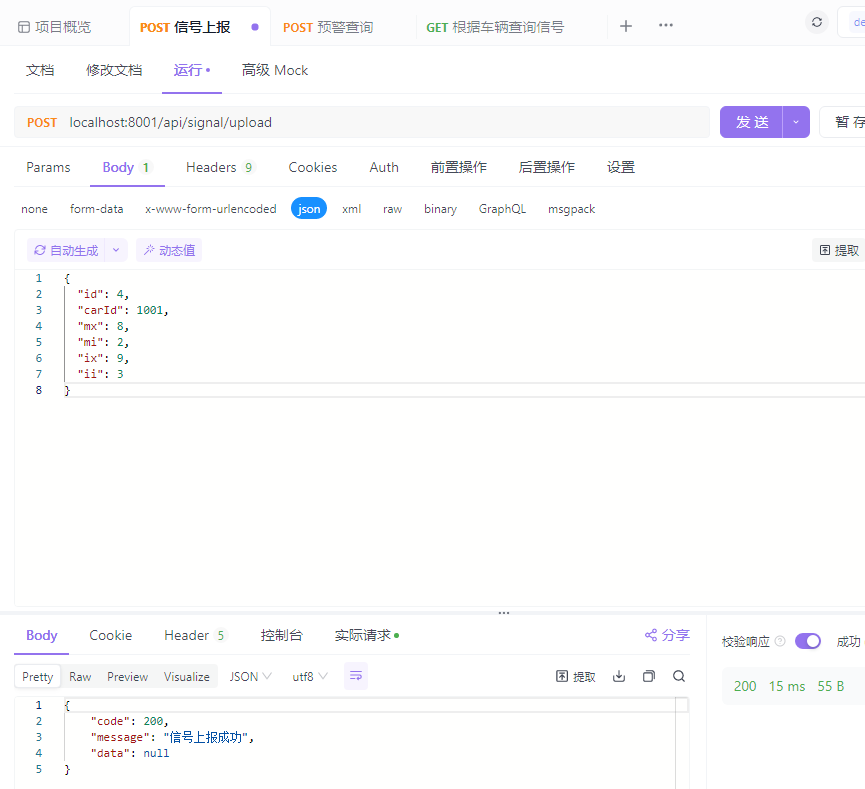 项目概览 POST 信号上报 POST 预警查询 GET 根据车辆查询信号
文档 修改文档 运行 高级 Mock
POST localhost:8001/api/signal/upload 发 送 暂 存
Params Body 1 Headers 9 Cookies Auth 前置操作 后置操作 设置
none form-data x-www-form-urlencoded json xml raw binary GraphQL msgpack
自动生成 动态值 提取
1 {
2 "id": 4,
3 "carId": 1001,
4 "mx": 8,
5 "mi": 2,
6 "ix": 9,
7 "ii": 3
8 }
Body Cookie Header 5 控制台 实际请求 分享 校验响应 成功
Pretty Raw Preview Visualize JSON utf8 提取 200 15 ms 55 B
1 {
2 "code": 200,
3 "message": "信号上报成功",
4 "data": null
5 }